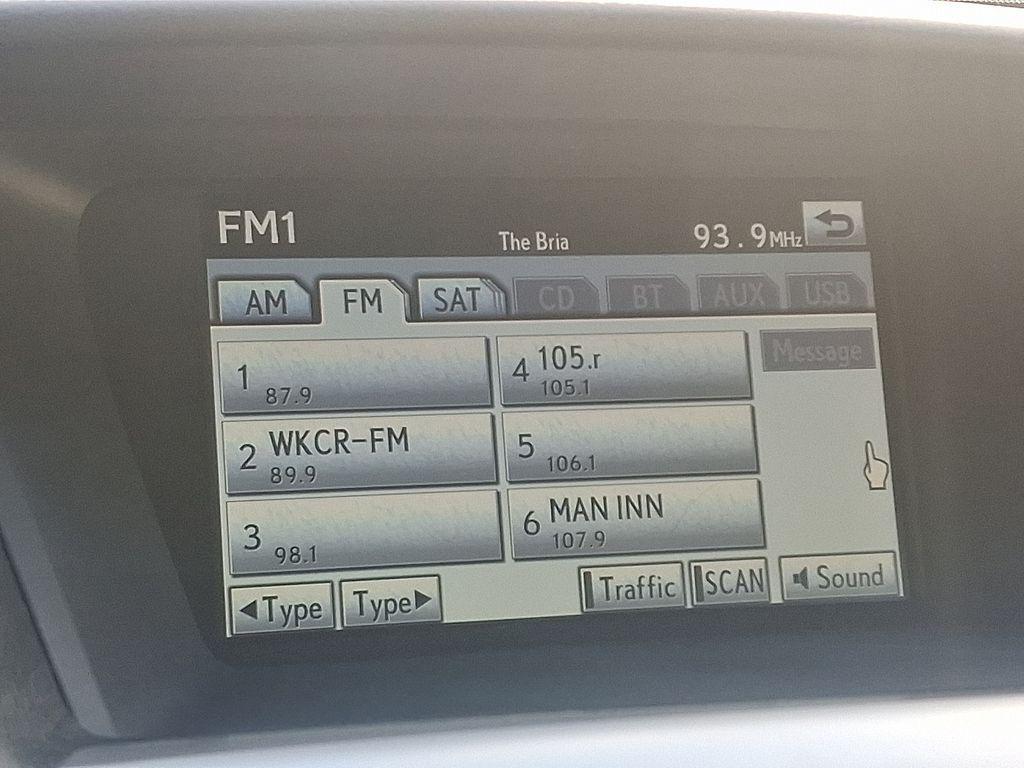 FM1
The Bria
93.9MHz
AM FM SAT CD BT AUX USB
1 87.9
4 105.r 105.1
Message
2 WKCR-FM 89.9
5 106.1
3 98.1
6 MAN INN 107.9
Type Type Traffic SCAN Sound